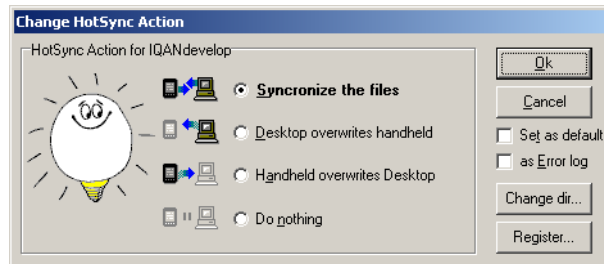 Change HotSync Action
HotSync Action for IQANdevelop
Syncronize the files
Desktop overwrites handheld
Handheld overwrites Desktop
Do nothing
Ok
Cancel
Set as default
as Error log
Change dir...
Register...